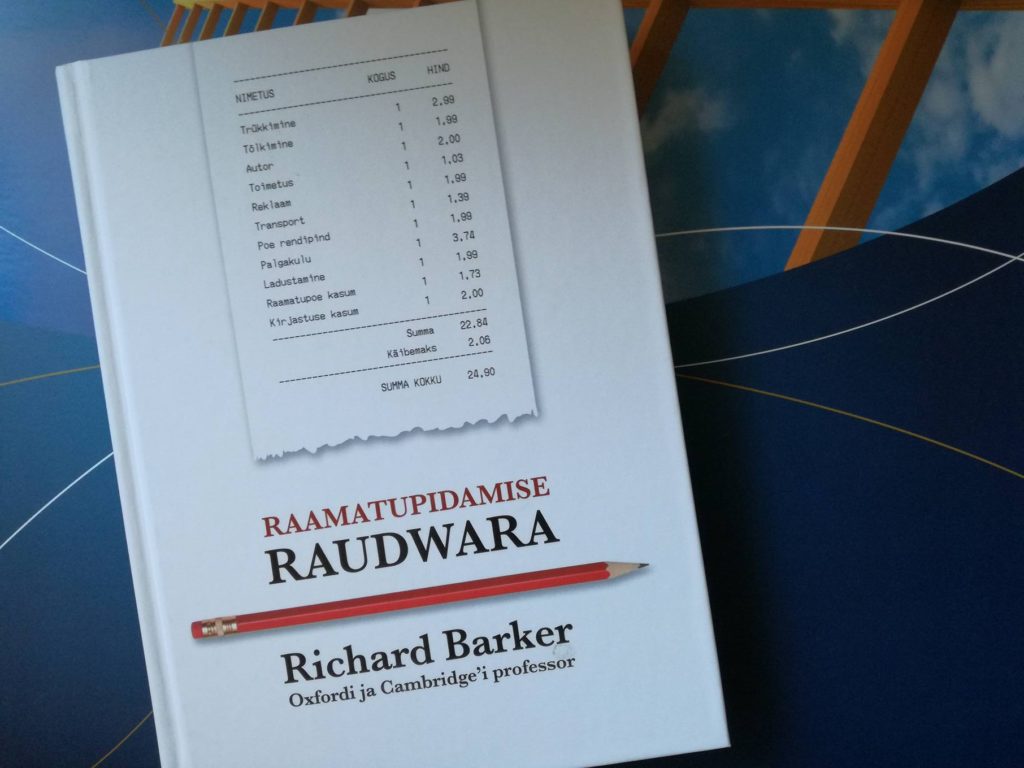 NIMETUS KOGUS HIND
Trükkimine 1 2.99
Tõlkimine 1 1.99
Autor 1 2.00
Toimetus 1 1.03
Reklaam 1 1.99
Transport 1 1.39
Poe rendipind 1 1.99
Palgakulu 1 3.74
Ladustamine 1 1.99
Raamatupoe kasum 1 1.73
Kirjastuse kasum 1 2.00
Summa 22.84
Käibemaks 2.06
SUMMA KOKKU 24.90
RAAMATUPIDAMISE
RAUDWARA
Richard Barker
Oxfordi ja Cambridge'i professor